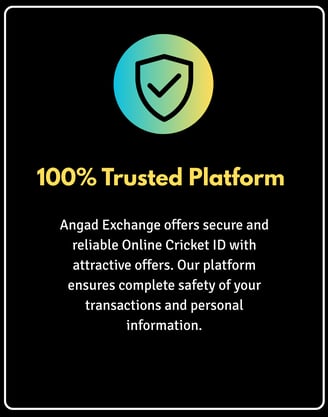 100% Trusted Platform
Angad Exchange offers secure and
reliable Online Cricket ID with
attractive offers. Our platform
ensures complete safety of your
transactions and personal
information.